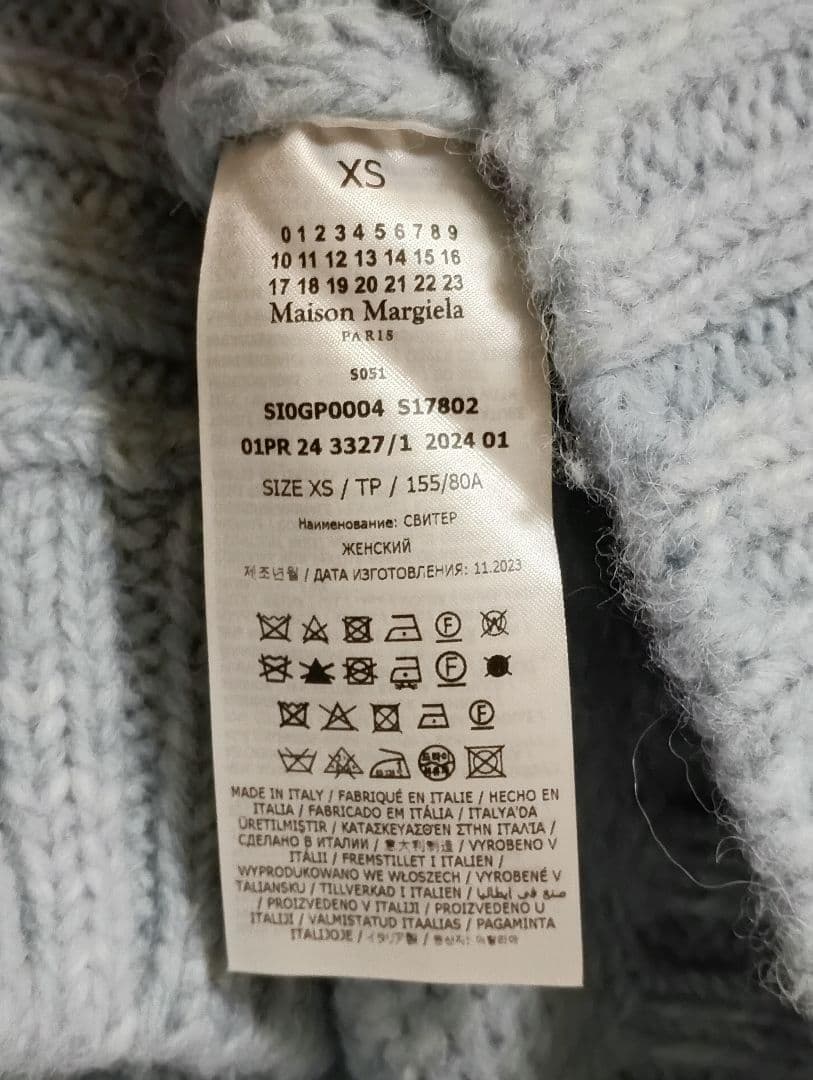 XS
0 1 2 3 4 5 6 7 8 9
10 11 12 13 14 15 16
17 18 19 20 21 22 23
Maison Margiela
PARIS
S051
SI0GP0004 S17802
01PR 24 3327/1 2024 01
SIZE XS / TP / 155/80A
Наименование: СВИТЕР
ЖЕНСКИЙ
제조년월 / ДАТА ИЗГОТОВЛЕНИЯ: 11.2023
F W
F
F
드라이
MADE IN ITALY / FABRIQUÉ EN ITALIE / HECHO EN
ITALIA / FABRICADO EM ITÁLIA / ITALYA'DA
ÜRETILMIŞTIR / ΚΑΤΑΣΚΕΥΑΣΘΕΝ ΣΤΗΝ ΙΤΑΛΙΑ /
СДЕЛАНО В ИТАЛИИ / 意大利制造 / VYROBENO V
ITÁLII / FREMSTILLET I ITALIEN /
WYPRODUKOWANO WE WŁOSZECH / VYROBENÉ V
TALIANSKU / TILLVERKAD I ITALIEN / صنع في إيطاليا
/ PROIZVEDENO V ITALIJI / PROIZVEDENO U
ITALIJI / VALMISTATUD ITAALIAS / PAGAMINTA
ITALIJOJE / イタリア製 / 원산지: 이탈리아